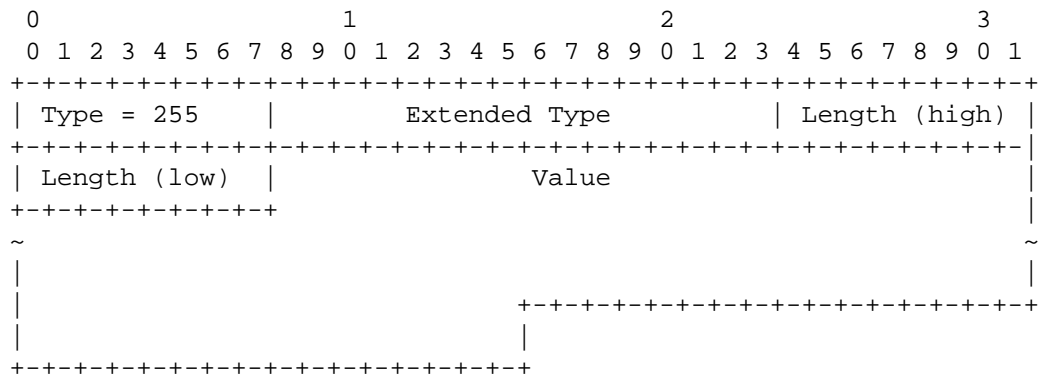 0                   1                   2                   3
 0 1 2 3 4 5 6 7 8 9 0 1 2 3 4 5 6 7 8 9 0 1 2 3 4 5 6 7 8 9 0 1
+-+-+-+-+-+-+-+-+-+-+-+-+-+-+-+-+-+-+-+-+-+-+-+-+-+-+-+-+-+-+-+-+
| Type = 255    |        Extended Type          | Length (high) |
+-+-+-+-+-+-+-+-+-+-+-+-+-+-+-+-+-+-+-+-+-+-+-+-+-+-+-+-+-+-+-+-|
| Length (low)  |                Value                          |
+-+-+-+-+-+-+-+-+                                               |
~                                                               ~
|                                                               |
|                               +-+-+-+-+-+-+-+-+-+-+-+-+-+-+-+-+
|                               |
+-+-+-+-+-+-+-+-+-+-+-+-+-+-+-+-+